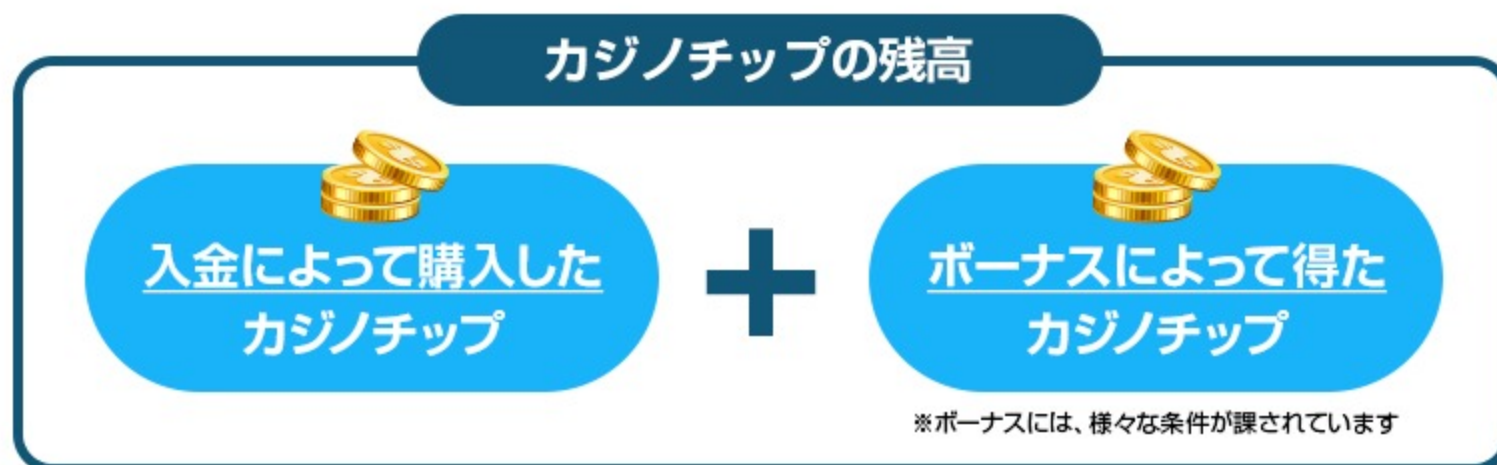 カジノチップの残高
入金によって購入した
カジノチップ
+
ボーナスによって得た
カジノチップ
※ボーナスには、様々な条件が課されています